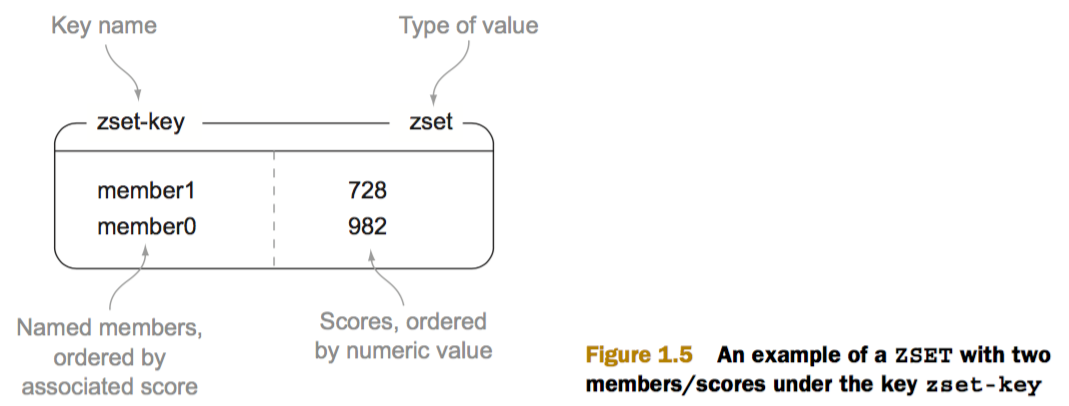 Key name
Type of value
zset-key
zset
member1
728
member0
982
Named members,
ordered by
associated score
Scores, ordered
by numeric value
Figure 1.5 An example of a ZSET with two
members/scores under the key zset-key